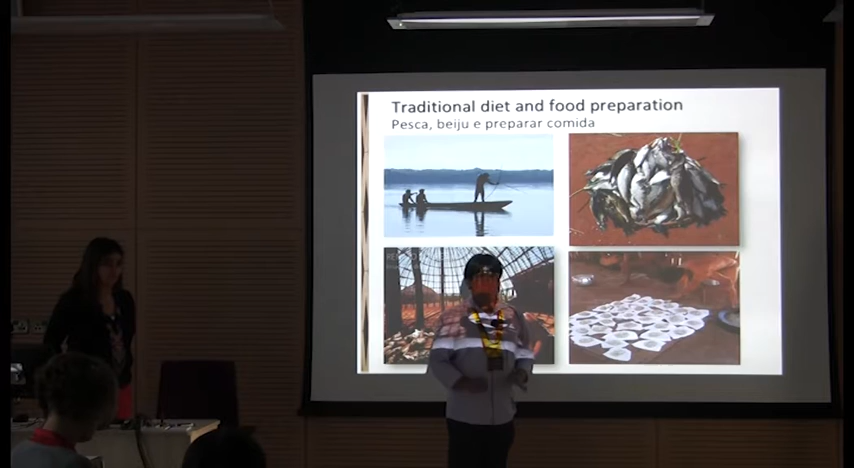 Traditional diet and food preparation
Pesca, beiju e preparar comida